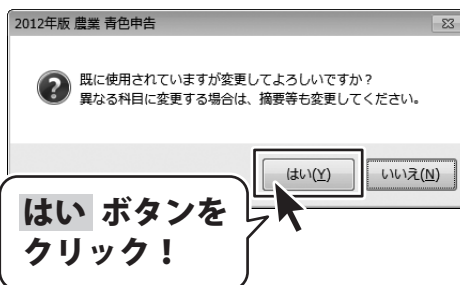 2012年版 農業 青色申告
既に使用されていますが変更してよろしいですか？
異なる科目に変更する場合は、摘要等も変更してください。
はい(Y) いいえ(N)
はい ボタンを
クリック！